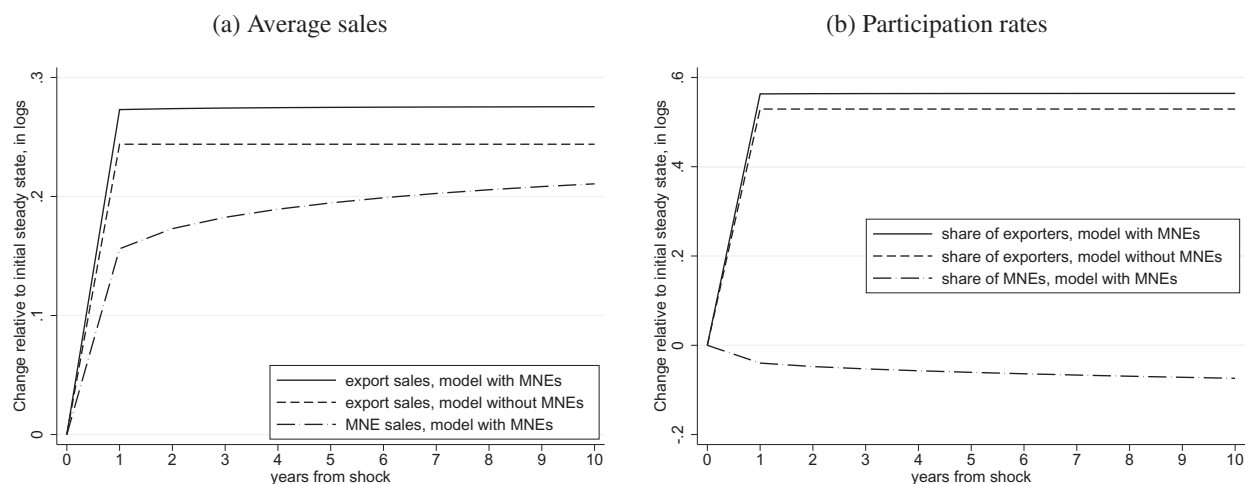 (a) Average sales
Change relative to initial steady state, in logs
.3
.2
.1
0
export sales, model with MNEs
export sales, model without MNEs
MNE sales, model with MNEs
0 1 2 3 4 5 6 7 8 9 10
years from shock
(b) Participation rates
Change relative to initial steady state, in logs
.6
.4
.2
0
-.2
share of exporters, model with MNEs
share of exporters, model without MNEs
share of MNEs, model with MNEs
0 1 2 3 4 5 6 7 8 9 10
years from shock